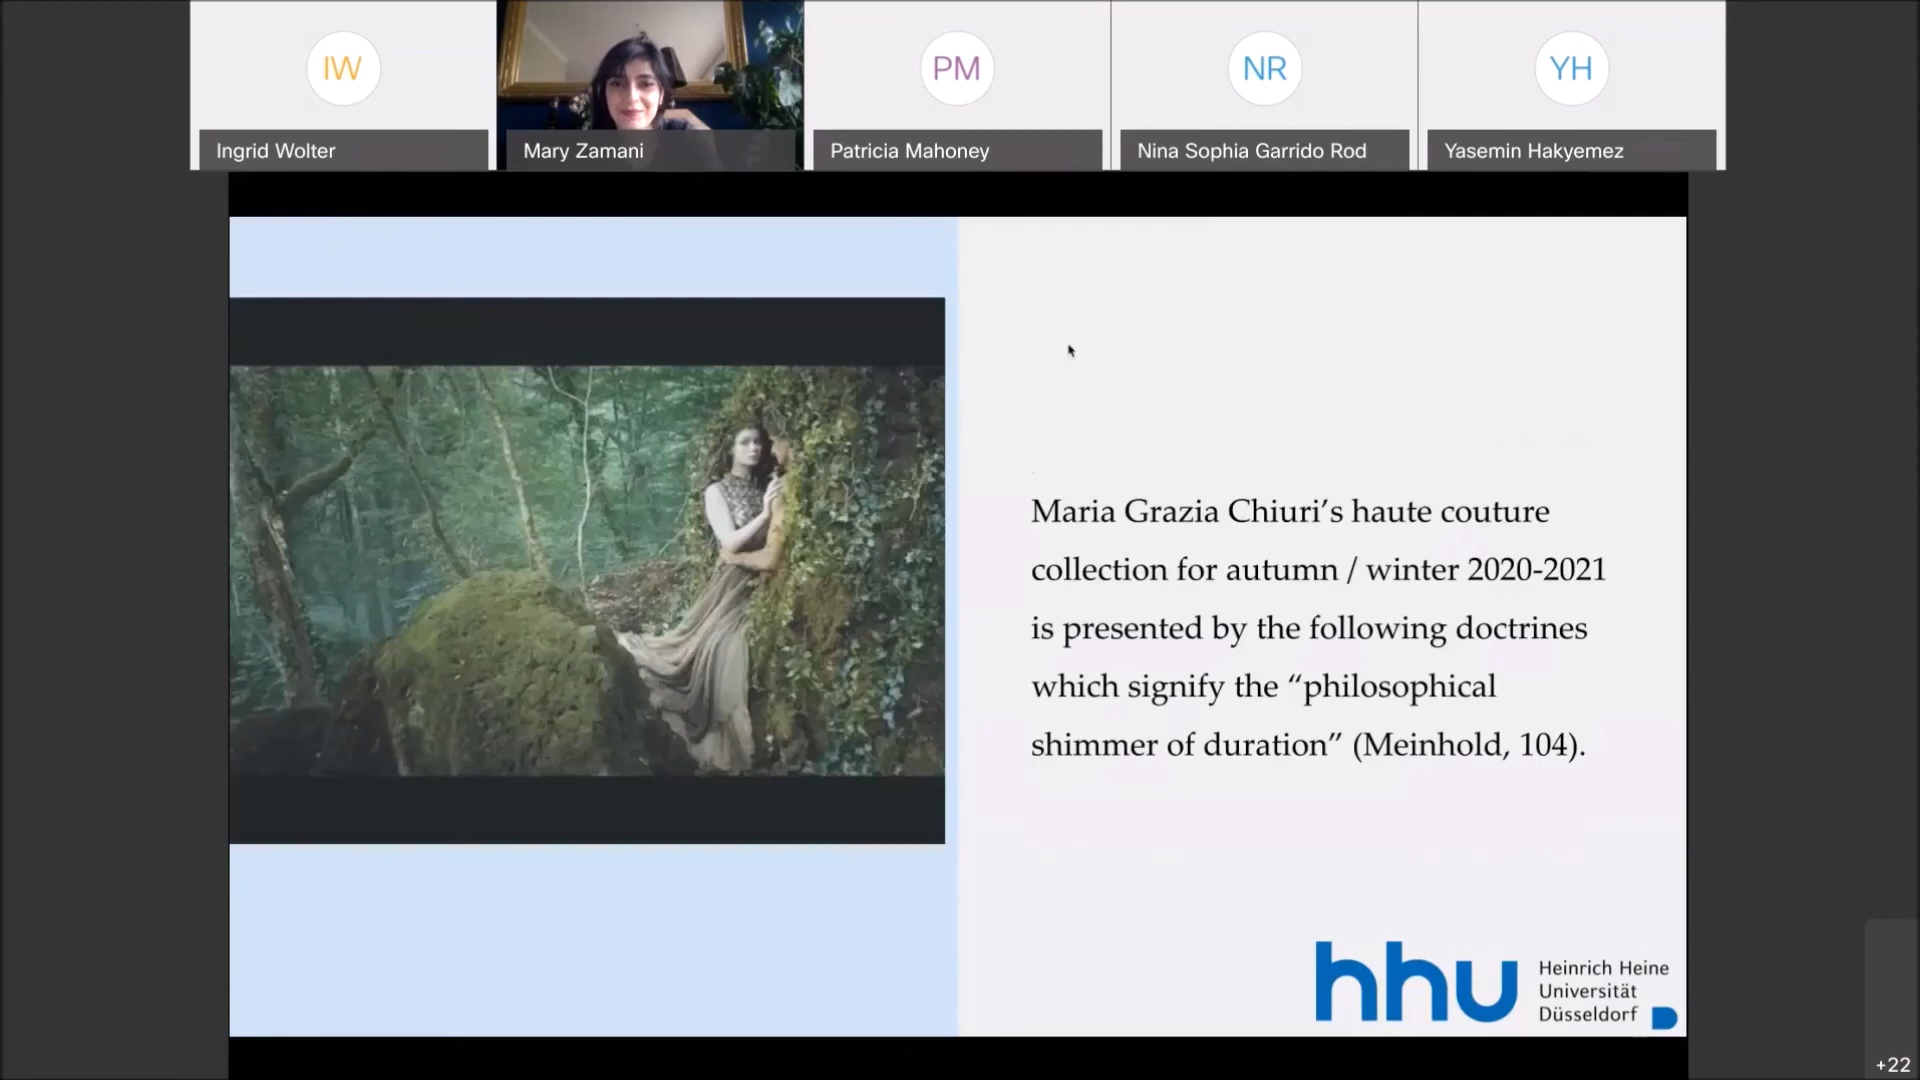 IW
PM
NR
YH
Ingrid Wolter
Mary Zamani
Patricia Mahoney
Nina Sophia Garrido Rod
Yasemin Hakyemez
Maria Grazia Chiuri’s haute couture
collection for autumn / winter 2020-2021
is presented by the following doctrines
which signify the “philosophical
shimmer of duration” (Meinhold, 104).
hhu
Heinrich Heine
Universität
Düsseldorf
+22